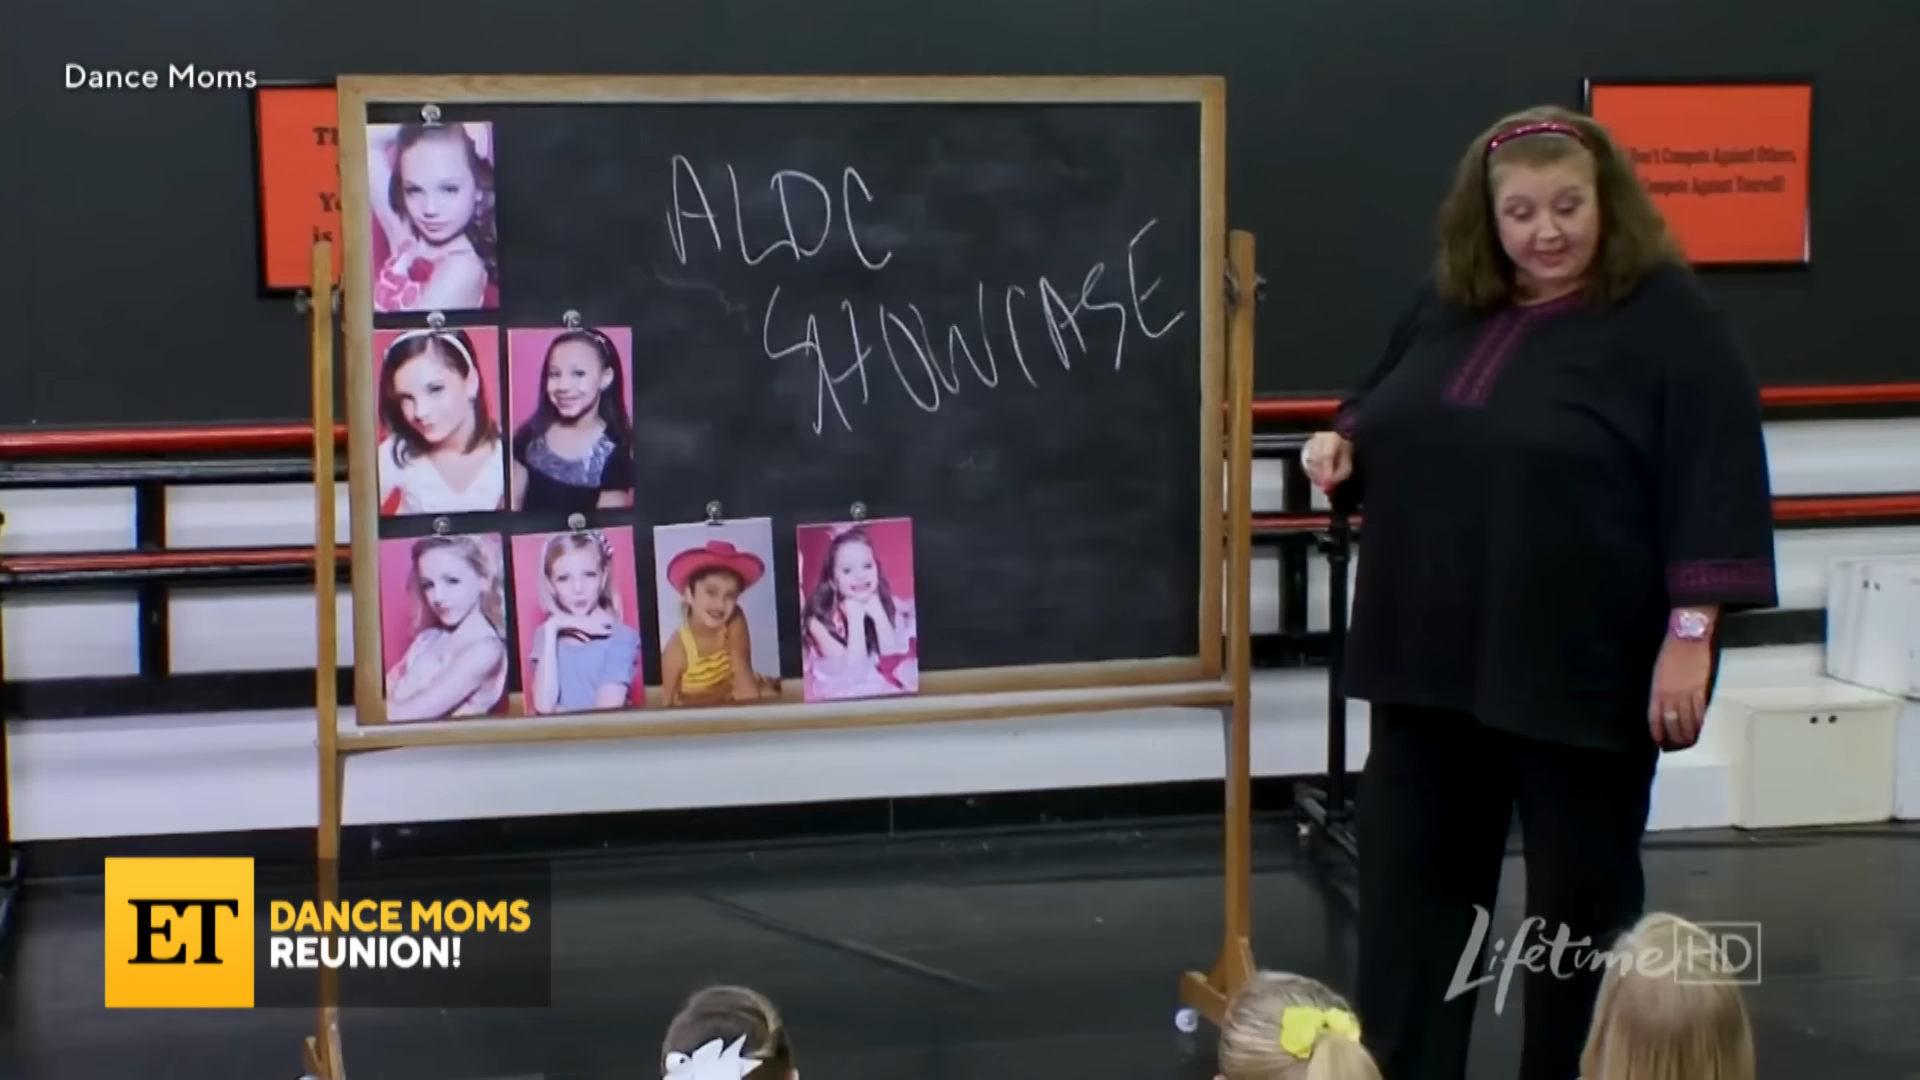 Dance Moms
ALDC
SHOWCASE
Don't Compete Against Others,
Compete Against Yourself!
ET
DANCE MOMS
REUNION!
Lifetime HD